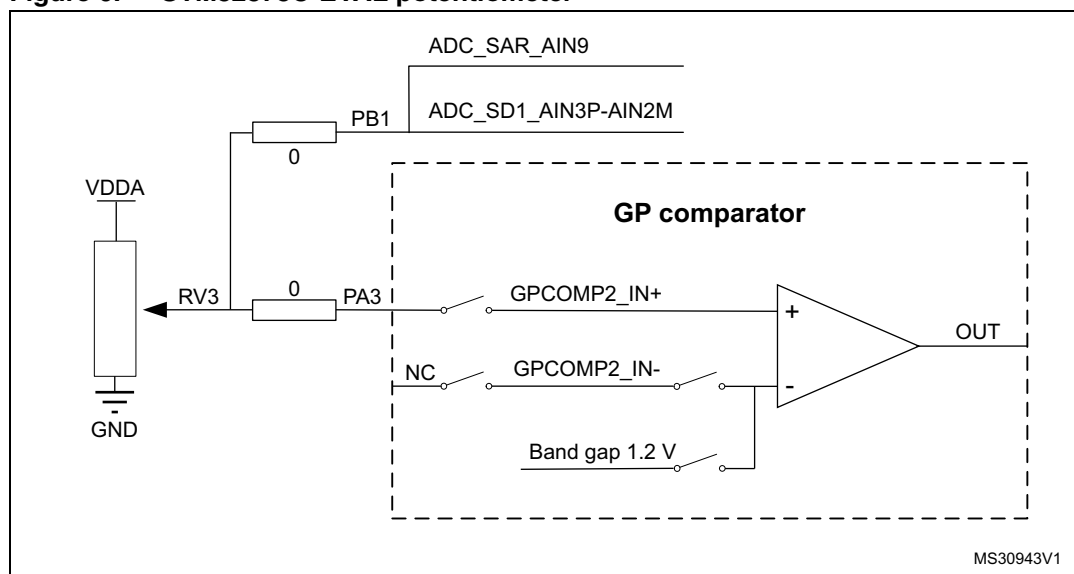 ADC_SAR_AIN9
PB1
ADC_SD1_AIN3P-AIN2M
0
VDDA
GP comparator
RV3
0
PA3
GPCOMP2_IN+
+
OUT
NC
GPCOMP2_IN-
-
GND
Band gap 1.2 V
MS30943V1